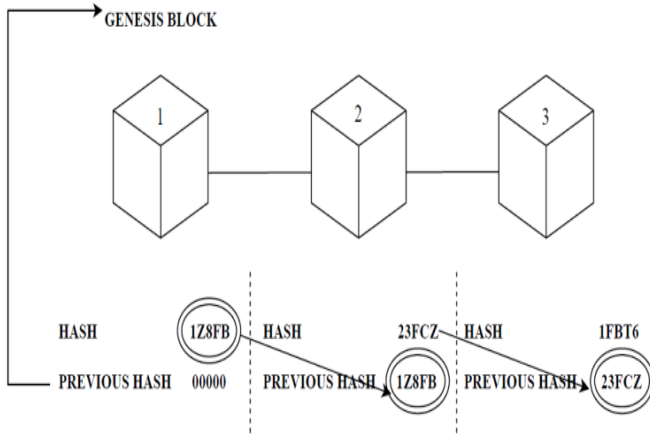 GENESIS BLOCK
1 2 3
HASH 1Z8FB HASH 23FCZ HASH 1FBT6
PREVIOUS HASH 00000 PREVIOUS HASH 1Z8FB PREVIOUS HASH 23FCZ